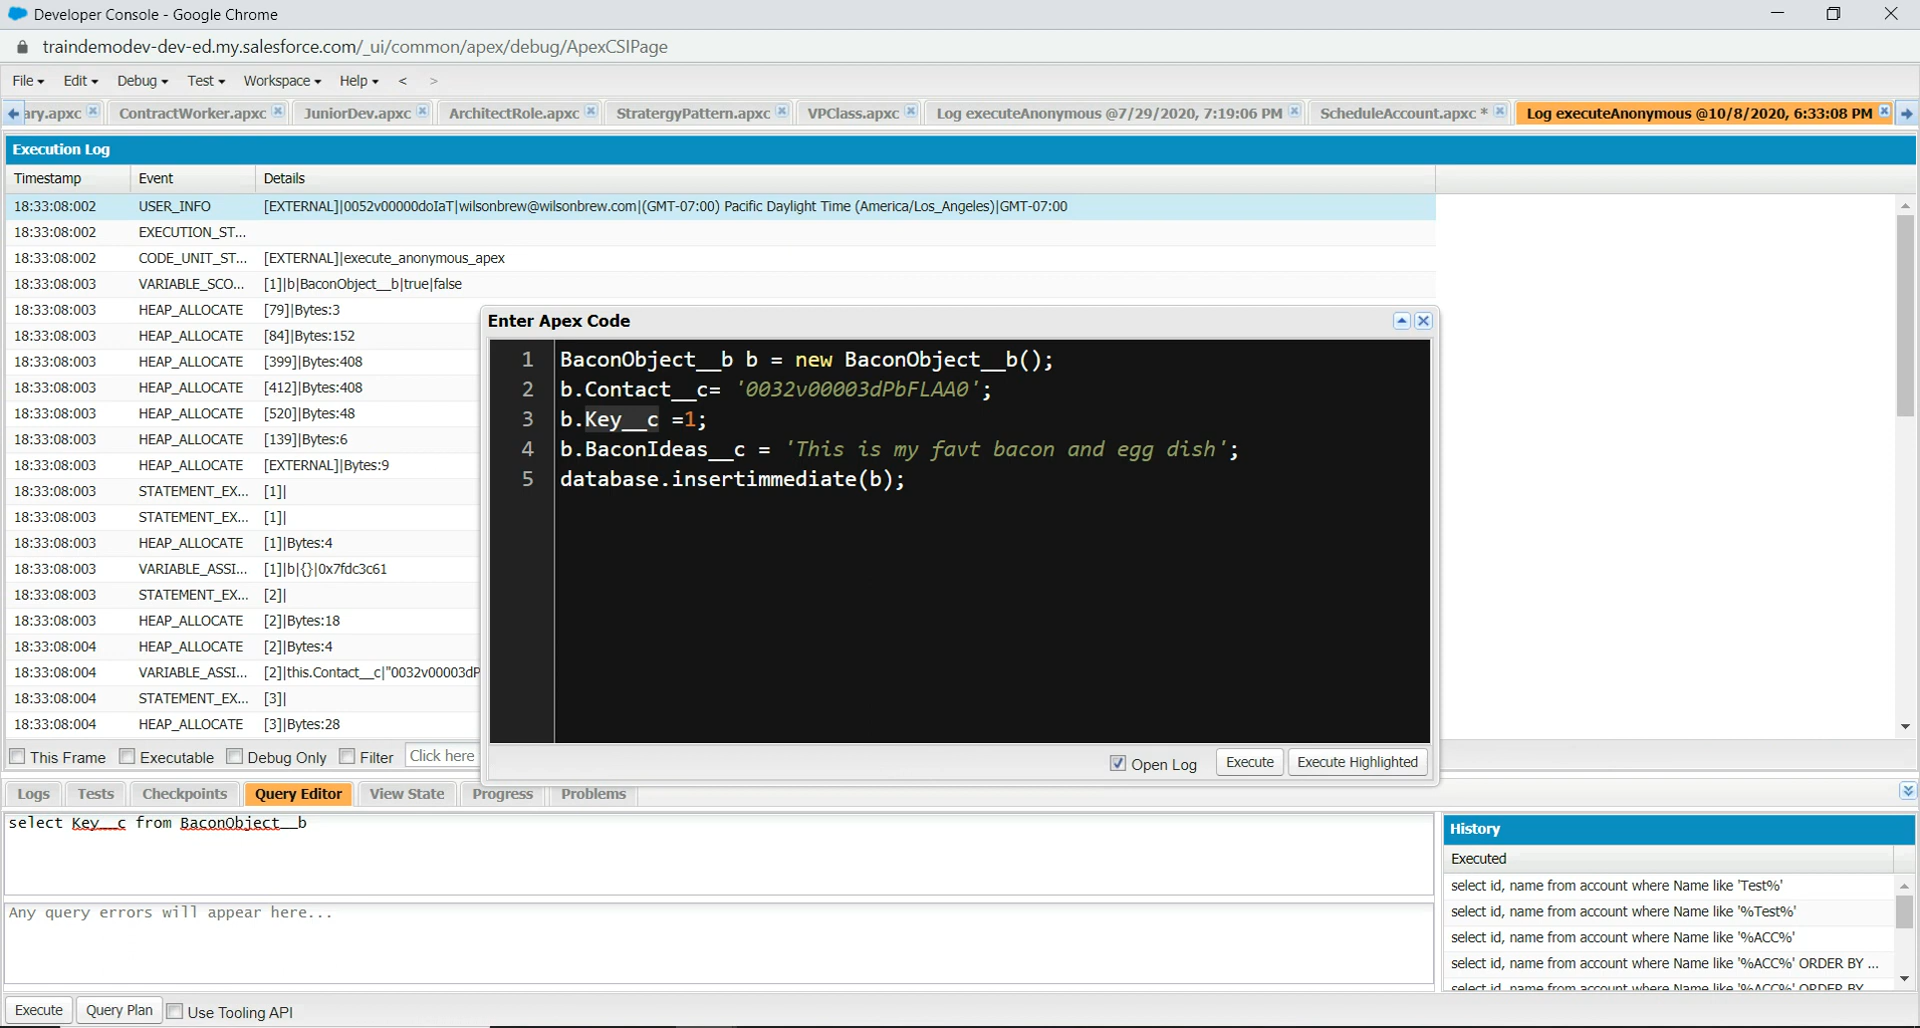 Developer Console - Google Chrome
traindemodev-dev-ed.my.salesforce.com/_ui/common/apex/debug/ApexCSIPage
File Edit Debug Test Workspace Help < >
ary.apxc ContractWorker.apxc JuniorDev.apxc ArchitectRole.apxc StratergyPattern.apxc VPClass.apxc Log executeAnonymous @7/29/2020, 7:19:06 PM ScheduleAccount.apxc * Log executeAnonymous @10/8/2020, 6:33:08 PM
Execution Log
Timestamp Event Details
18:33:08:002 USER_INFO [EXTERNAL]|0052v00000doIaT|wilsonbrew@wilsonbrew.com|(GMT-07:00) Pacific Daylight Time (America/Los_Angeles)|GMT-07:00
18:33:08:002 EXECUTION_ST...
18:33:08:002 CODE_UNIT_ST... [EXTERNAL]|execute_anonymous_apex
18:33:08:003 VARIABLE_SCO... [1]|b|BaconObject__b|true|false
18:33:08:003 HEAP_ALLOCATE [79]|Bytes:3
18:33:08:003 HEAP_ALLOCATE [84]|Bytes:152
18:33:08:003 HEAP_ALLOCATE [399]|Bytes:408
18:33:08:003 HEAP_ALLOCATE [412]|Bytes:408
18:33:08:003 HEAP_ALLOCATE [520]|Bytes:48
18:33:08:003 HEAP_ALLOCATE [139]|Bytes:6
18:33:08:003 HEAP_ALLOCATE [EXTERNAL]|Bytes:9
18:33:08:003 STATEMENT_EX... [1]|
18:33:08:003 STATEMENT_EX... [1]|
18:33:08:003 HEAP_ALLOCATE [1]|Bytes:4
18:33:08:003 VARIABLE_ASSI... [1]|b|{}|0x7fdc3c61
18:33:08:003 STATEMENT_EX... [2]|
18:33:08:003 HEAP_ALLOCATE [2]|Bytes:18
18:33:08:004 HEAP_ALLOCATE [2]|Bytes:4
18:33:08:004 VARIABLE_ASSI... [2]|this.Contact__c|"0032v00003dP
18:33:08:004 STATEMENT_EX... [3]|
18:33:08:004 HEAP_ALLOCATE [3]|Bytes:28
Enter Apex Code
1 BaconObject__b b = new BaconObject__b();
2 b.Contact__c= '0032v00003dPbFLAA0';
3 b.Key__c =1;
4 b.BaconIdeas__c = 'This is my favt bacon and egg dish';
5 database.insertimmediate(b);
Open Log Execute Execute Highlighted
This Frame Executable Debug Only Filter Click here
Logs Tests Checkpoints Query Editor View State Progress Problems
select Key__c from BaconObject__b
Any query errors will appear here...
History
Executed
select id, name from account where Name like 'Test%'
select id, name from account where Name like '%Test%'
select id, name from account where Name like '%ACC%'
select id, name from account where Name like '%ACC%' ORDER BY ...
select id, name from account where Name like '%ACC%' ORDER BY
Execute Query Plan Use Tooling API